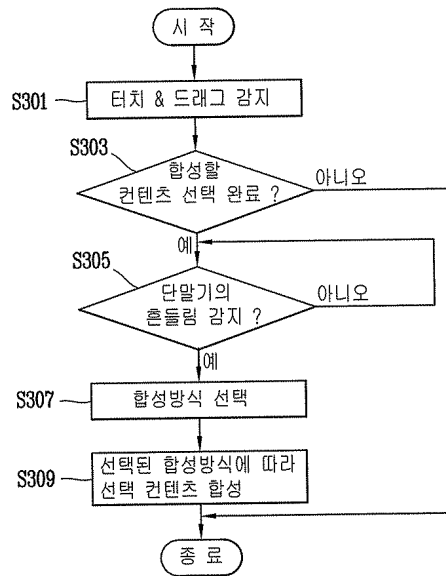 시 작
S301
터치 & 드래그 감지
S303
합성할
컨텐츠 선택 완료 ?
아니오
예
S305
단말기의
흔들림 감지 ?
아니오
예
S307
합성방식 선택
S309
선택된 합성방식에 따라
선택 컨텐츠 합성
종 료